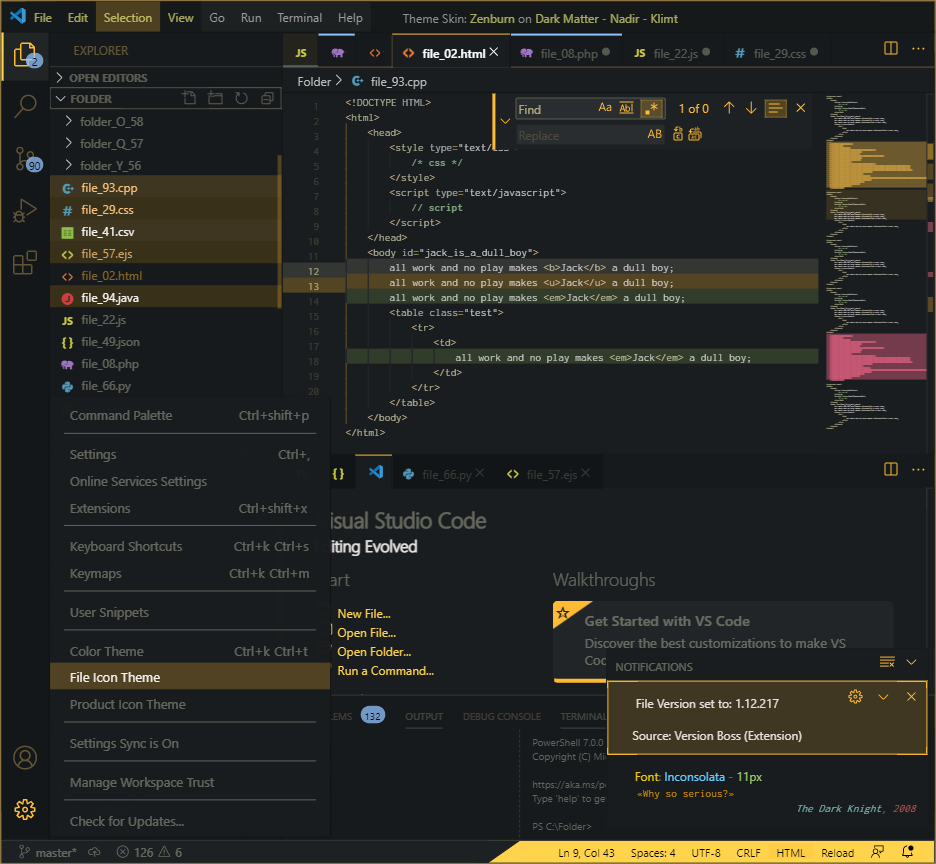 File Edit Selection View Go Run Terminal Help Theme Skin: Zenburn on Dark Matter - Nadir - Klimt
2
EXPLORER
JS file_02.html file_08.php JS file_22.js # file_29.css
OPEN EDITORS
Folder file_93.cpp
FOLDER
folder_O_58
folder_Q_57
folder_Y_56
90
file_93.cpp
# file_29.css
file_41.csv
file_57.ejs
file_02.html
file_94.java
JS file_22.js
{} file_49.json
file_08.php
file_66.py
1 <!DOCTYPE HTML>
2 <html>
3 <head>
4 <style type="text/css
5 /* css */
6 </style>
7 <script type="text/javascript">
8 // script
9 </script>
10 </head>
11 <body id="jack_is_a_dull_boy">
12 all work and no play makes <b>Jack</b> a dull boy;
13 all work and no play makes <u>Jack</u> a dull boy;
14 all work and no play makes <em>Jack</em> a dull boy;
15 <table class="test">
16 <tr>
17 <td>
18 all work and no play makes <em>Jack</em> a dull boy;
19 </td>
20 </tr>
</table>
</body>
</html>
Find Aa Abl .* 1 of 0
Replace AB
Command Palette Ctrl+shift+p
Settings Ctrl+,
Online Services Settings
Extensions Ctrl+shift+x
Keyboard Shortcuts Ctrl+k Ctrl+s
Keymaps Ctrl+k Ctrl+m
User Snippets
Color Theme Ctrl+k Ctrl+t
File Icon Theme
Product Icon Theme
Settings Sync is On
Manage Workspace Trust
Check for Updates...
{} file_66.py file_57.ejs
isual Studio Code
iting Evolved
art
New File...
Open File...
Open Folder...
Run a Command...
Walkthroughs
Get Started with VS Code
Discover the best customizations to make VS
Coc
NOTIFICATIONS
File Version set to: 1.12.217
Source: Version Boss (Extension)
Font: Inconsolata - 11px
«Why so serious?»
The Dark Knight, 2008
LEMS 132 OUTPUT DEBUG CONSOLE TERMINAL
PowerShell 7.0.0
Copyright (C) Mi
https://aka.ms/p
Type 'help' to get
PS C:\Folder>
master* 126 6 Ln 9, Col 43 Spaces: 4 UTF-8 CRLF HTML Reload